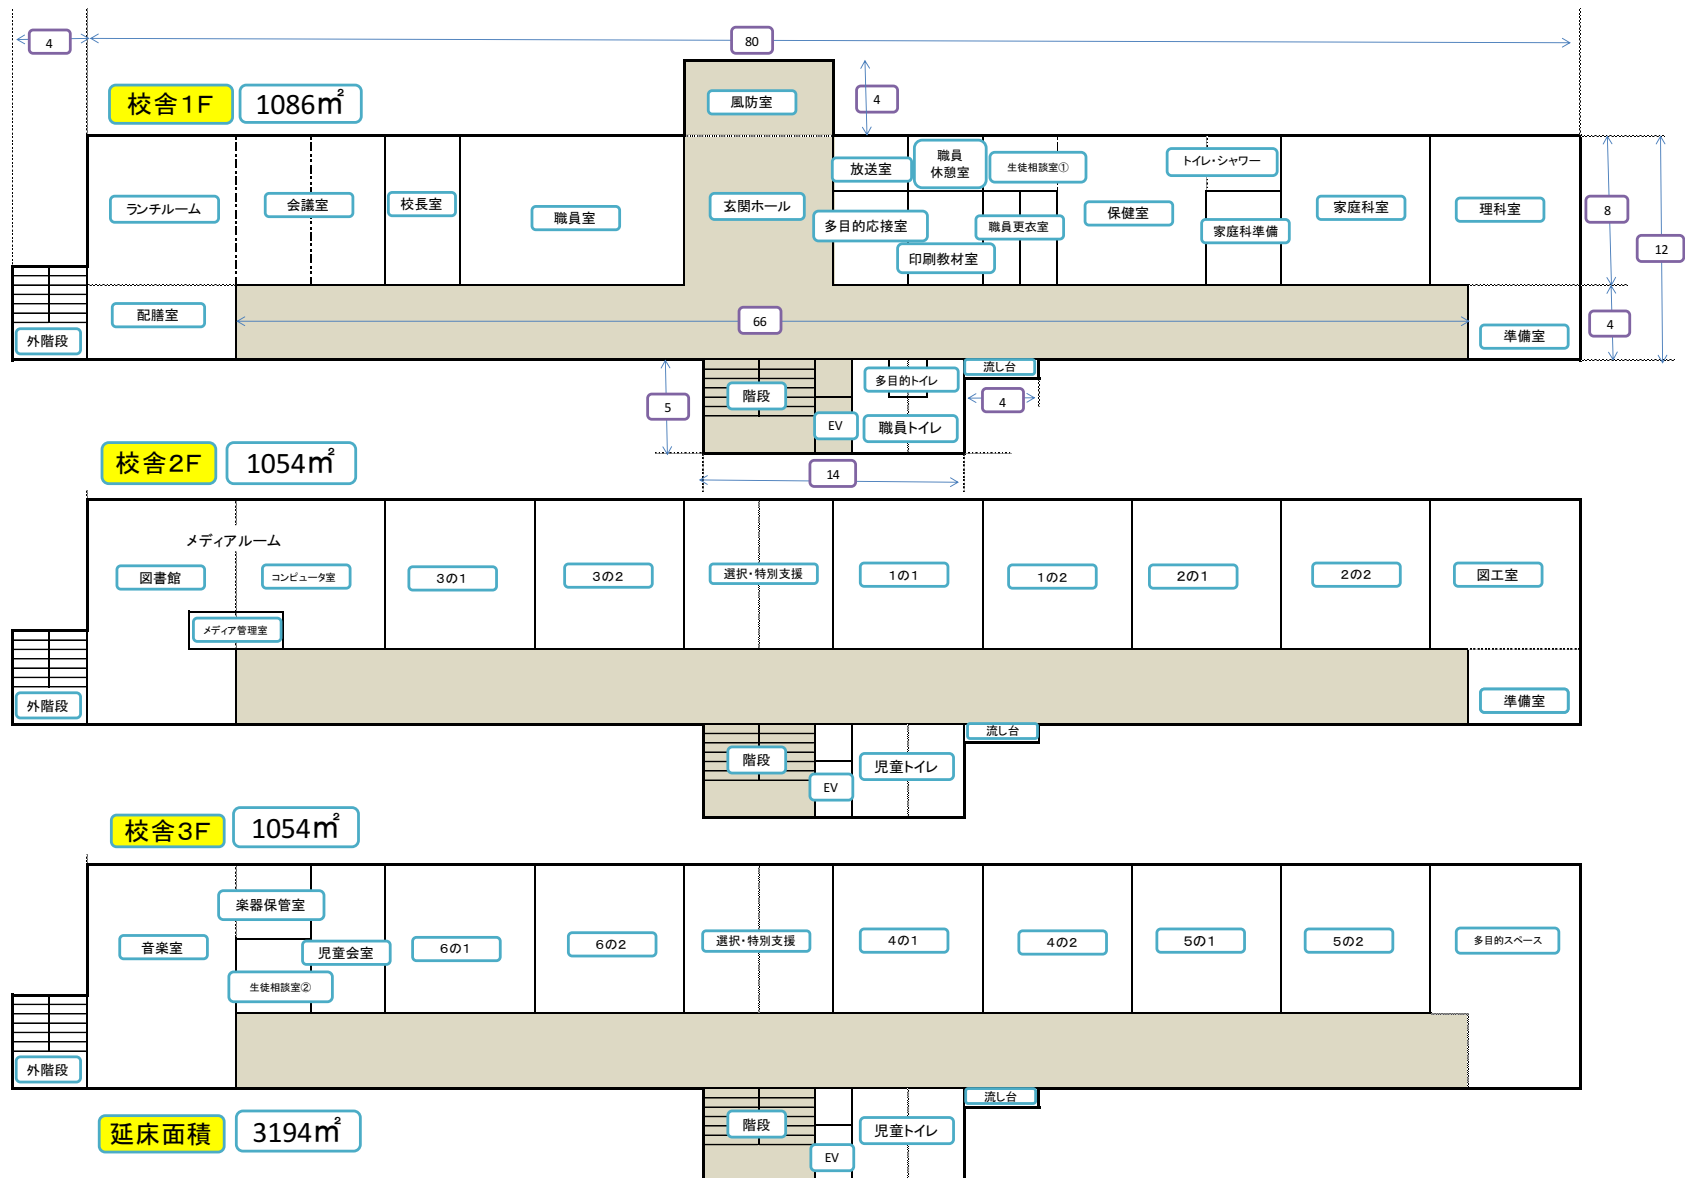 4
80
校舎1F
1086㎡
風防室
4
ランチルーム
会議室
校長室
職員室
玄関ホール
放送室
職員
休憩室
生徒相談室①
トイレ・シャワー
多目的応接室
印刷教材室
職員更衣室
保健室
家庭科準備
家庭科室
理科室
8
12
配膳室
外階段
66
準備室
4
5
階段
EV
多目的トイレ
職員トイレ
流し台
4
14
校舎2F
1054㎡
メディアルーム
図書館
コンピュータ室
メディア管理室
3の1
3の2
選択・特別支援
1の1
1の2
2の1
2の2
図工室
外階段
準備室
階段
EV
児童トイレ
流し台
校舎3F
1054㎡
音楽室
楽器保管室
児童会室
生徒相談室②
6の1
6の2
選択・特別支援
4の1
4の2
5の1
5の2
多目的スペース
外階段
階段
EV
児童トイレ
流し台
延床面積
3194㎡